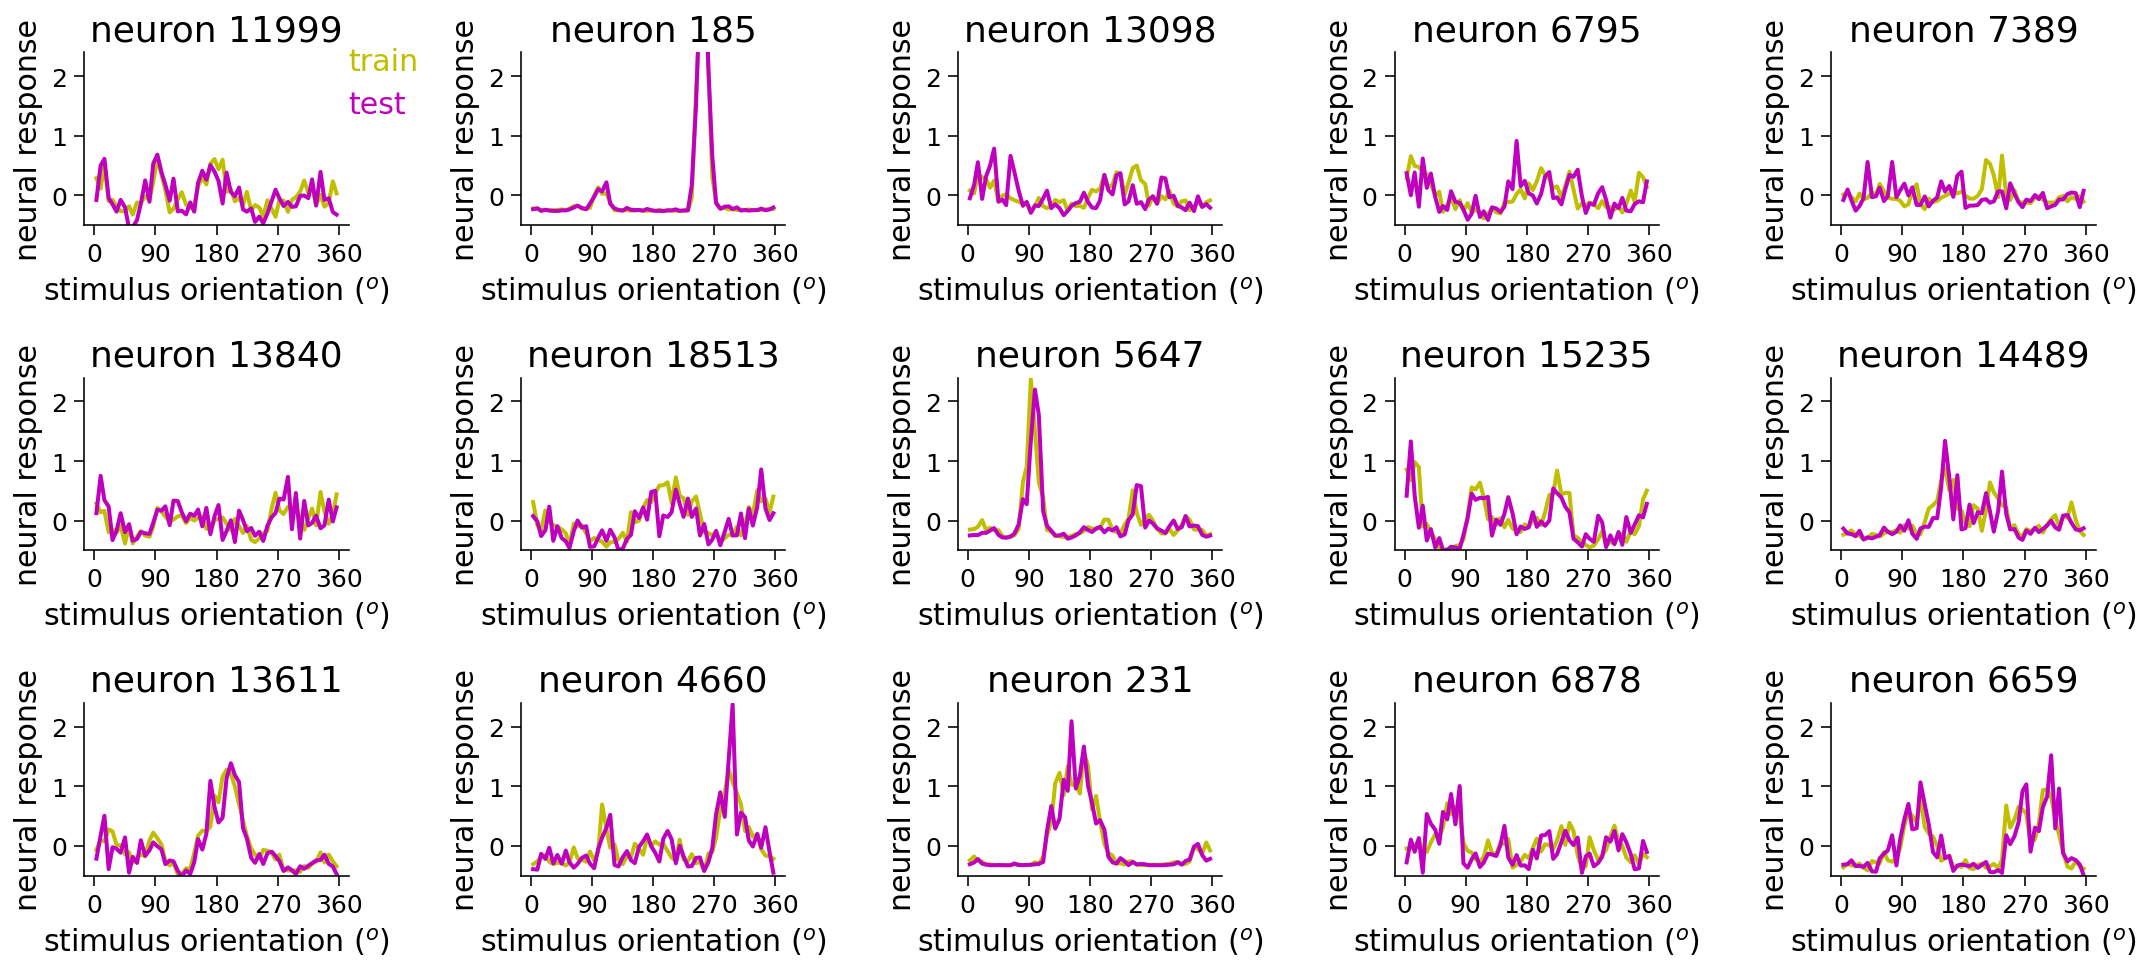 neuron 11999
neuron 185
neuron 13098
neuron 6795
neuron 7389
train
test
neural response
neural response
neural response
neural response
neural response
2
1
0
2
1
0
2
1
0
2
1
0
2
1
0
0 90 180 270 360
0 90 180 270 360
0 90 180 270 360
0 90 180 270 360
0 90 180 270 360
stimulus orientation (o)
stimulus orientation (o)
stimulus orientation (o)
stimulus orientation (o)
stimulus orientation (o)
neuron 13840
neuron 18513
neuron 5647
neuron 15235
neuron 14489
neural response
neural response
neural response
neural response
neural response
2
1
0
2
1
0
2
1
0
2
1
0
2
1
0
0 90 180 270 360
0 90 180 270 360
0 90 180 270 360
0 90 180 270 360
0 90 180 270 360
stimulus orientation (o)
stimulus orientation (o)
stimulus orientation (o)
stimulus orientation (o)
stimulus orientation (o)
neuron 13611
neuron 4660
neuron 231
neuron 6878
neuron 6659
neural response
neural response
neural response
neural response
neural response
2
1
0
2
1
0
2
1
0
2
1
0
2
1
0
0 90 180 270 360
0 90 180 270 360
0 90 180 270 360
0 90 180 270 360
0 90 180 270 360
stimulus orientation (o)
stimulus orientation (o)
stimulus orientation (o)
stimulus orientation (o)
stimulus orientation (o)